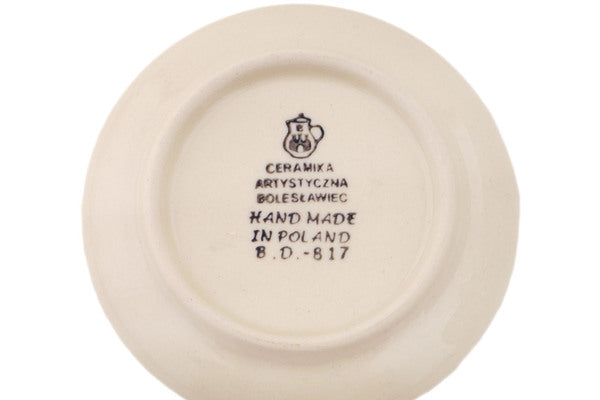 CERAMIKA
ARTYSTYCZNA
BOLESŁAWIEC
HAND MADE
IN POLAND
B.D.-817